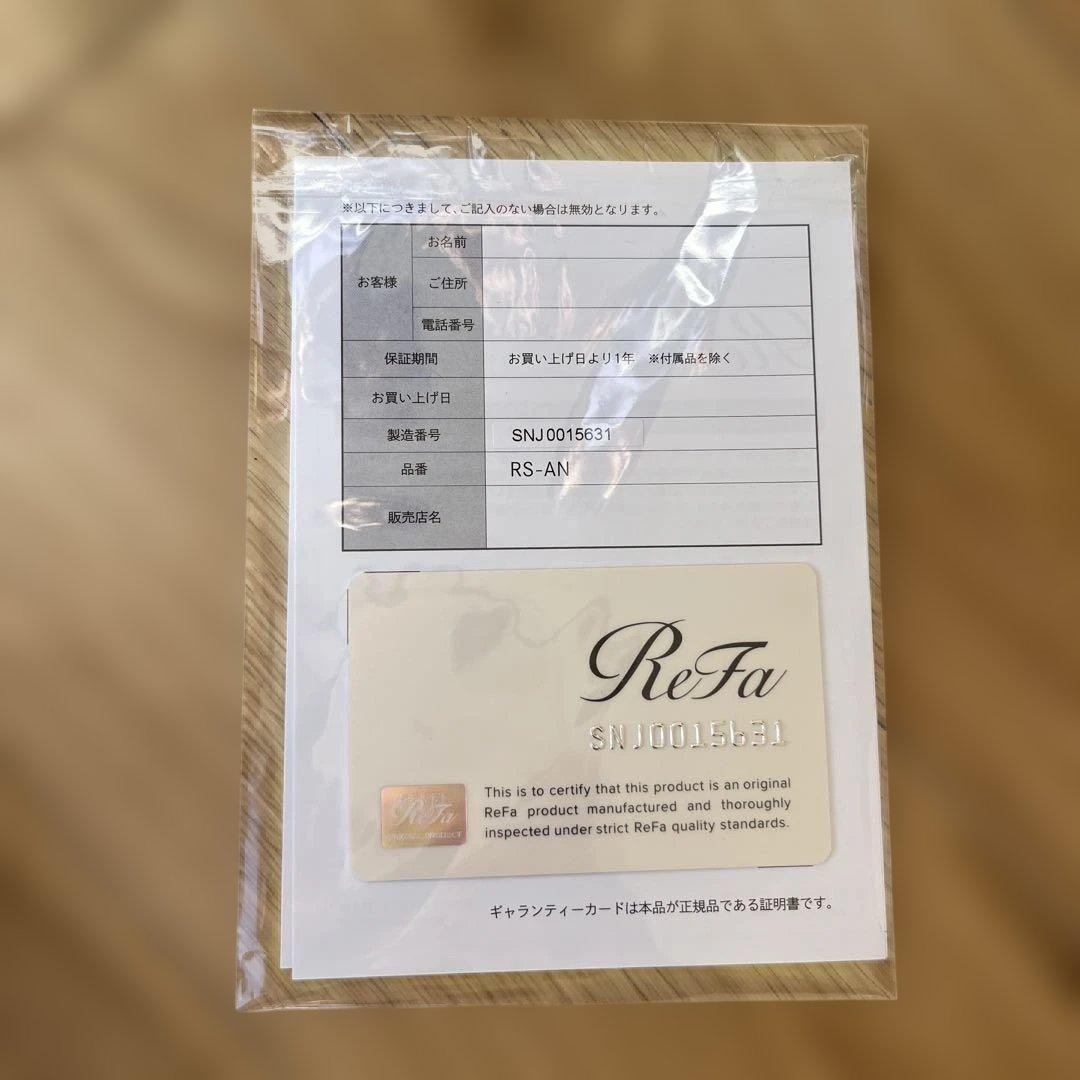 ※以下につきまして、ご記入のない場合は無効となります。
お客様
お名前
ご住所
電話番号
保証期間 お買い上げ日より1年 ※付属品を除く
お買い上げ日
製造番号 SNJ0015631
品番 RS-AN
販売店名
ReFa
SNJ0015631
This is to certify that this product is an original
ReFa product manufactured and thoroughly
inspected under strict ReFa quality standards.
ReFa
ギャランティーカードは本品が正規品である証明書です。